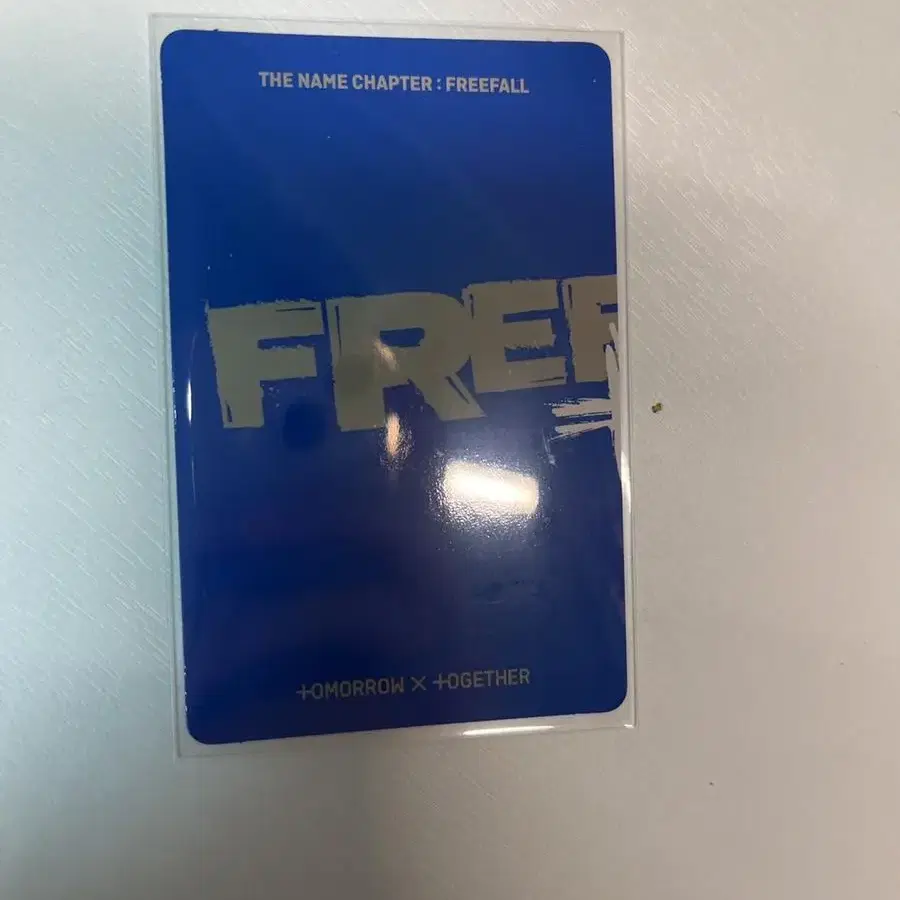 THE NAME CHAPTER : FREEFALL
FREE
TOMORROW X TOGETHER